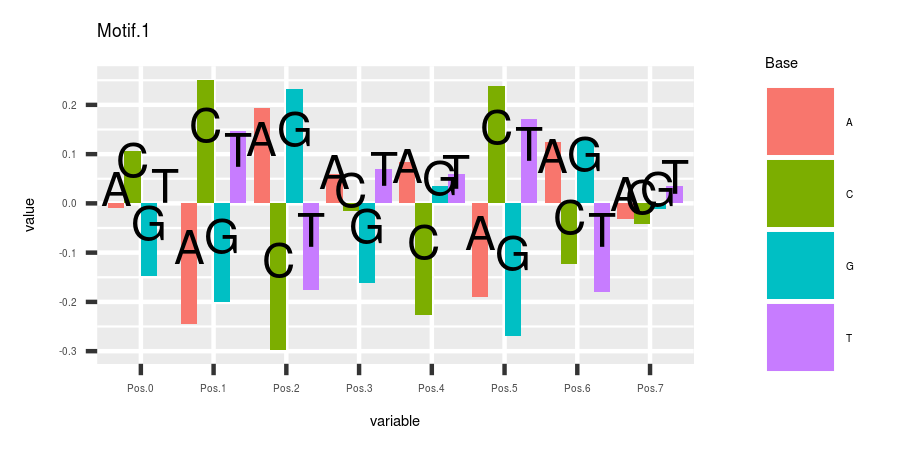 Motif.1
value
0.2
0.1
0.0
-0.1
-0.2
-0.3
A C G T A C G T A C G T A C G T A C G T A C G T A C G T A C G T
Pos.0 Pos.1 Pos.2 Pos.3 Pos.4 Pos.5 Pos.6 Pos.7
variable
Base
A
C
G
T